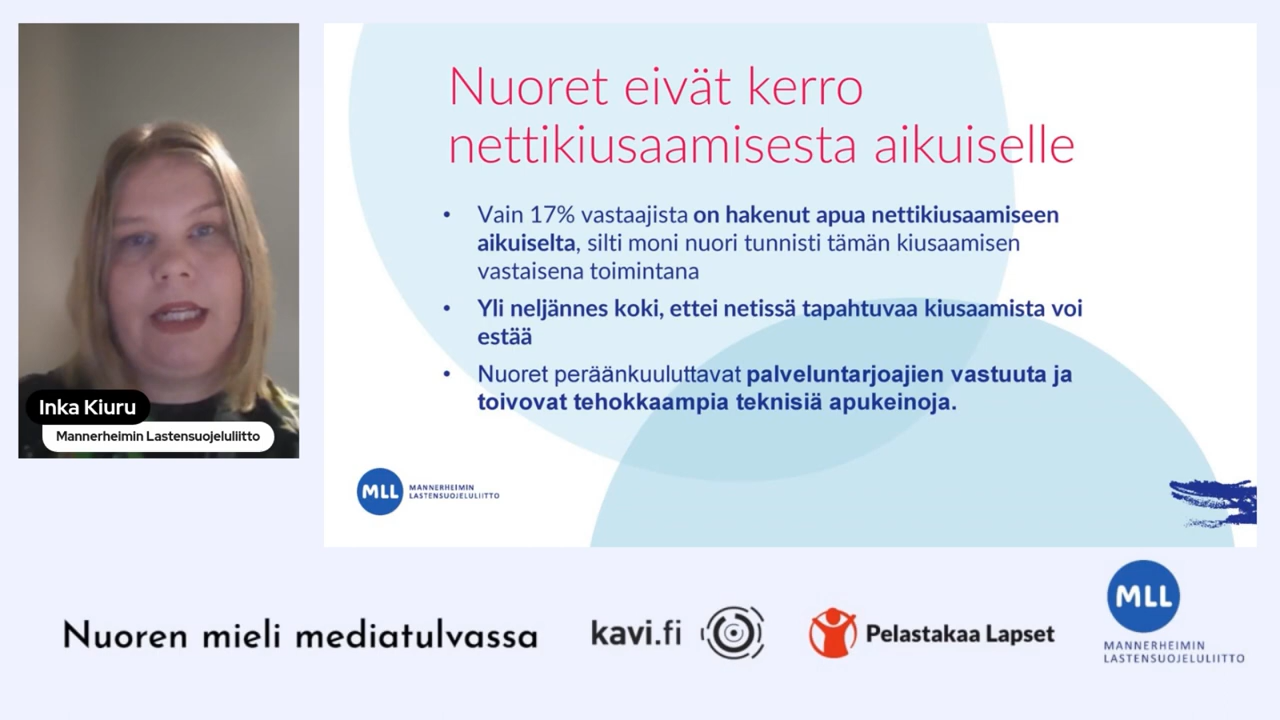 Nuoret eivät kerro
nettikiusaamisesta aikuiselle
• Vain 17% vastaajista on hakenut apua nettikiusaamiseen
aikuiselta, silti moni nuori tunnisti tämän kiusaamisen
vastaisena toimintana
• Yli neljännes koki, ettei netissä tapahtuvaa kiusaamista voi
estää
• Nuoret peräänkuuluttavat palveluntarjoajien vastuuta ja
toivovat tehokkaampia teknisiä apukeinoja.
Inka Kiuru
Mannerheimin Lastensuojeluliitto
MLL
MANNERHEIMIN
LASTENSUOJELULIITTO
Nuoren mieli mediatulvassa
kavi.fi
Pelastakaa Lapset
MLL
MANNERHEIMIN
LASTENSUOJELULIITTO